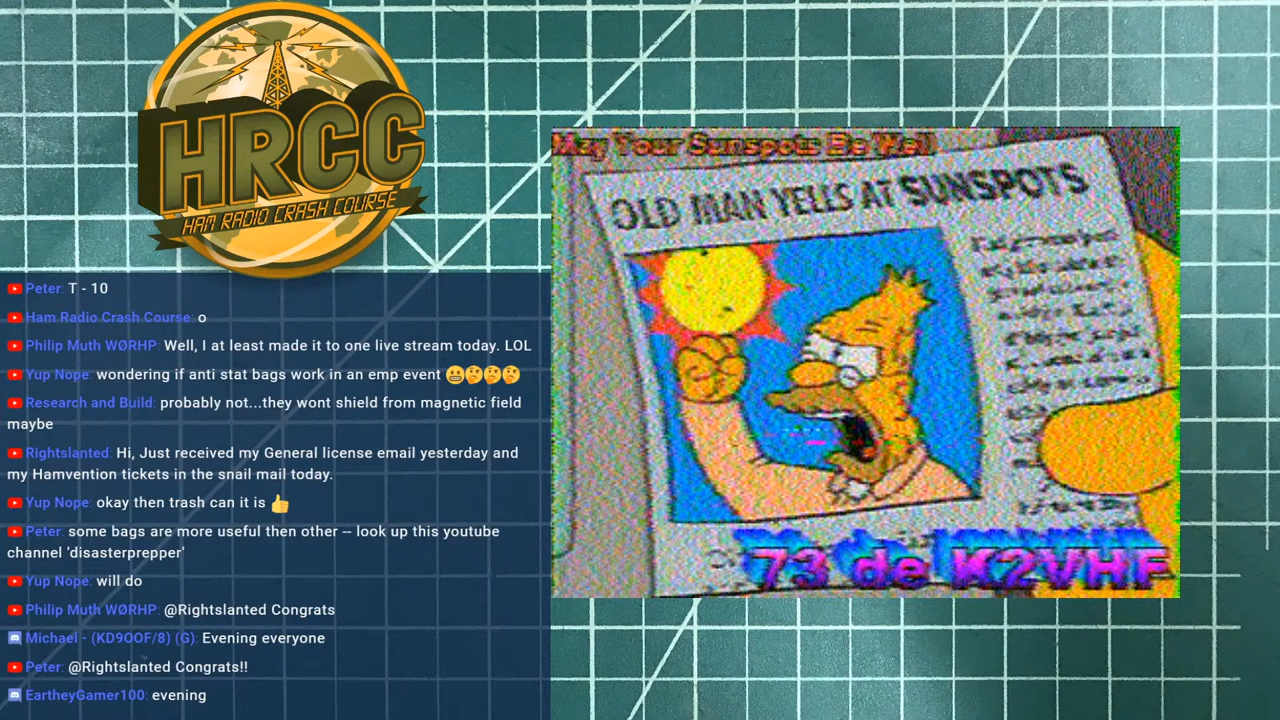 HRCC
HAM RADIO CRASH COURSE
Peter: T - 10
Ham Radio Crash Course: o
Philip Muth WØRHP: Well, I at least made it to one live stream today. LOL
Yup Nope: wondering if anti stat bags work in an emp event 😬🤔🤔🤔
Research and Build: probably not...they wont shield from magnetic field
maybe
Rightslanted: Hi, Just received my General license email yesterday and
my Hamvention tickets in the snail mail today.
Yup Nope: okay then trash can it is 👍
Peter: some bags are more useful then other -- look up this youtube
channel 'disasterprepper'
Yup Nope: will do
Philip Muth WØRHP: @Rightslanted Congrats
Michael - (KD9OOF/8) (G): Evening everyone
Peter: @Rightslanted Congrats!!
EartheyGamer100: evening
May Your Sunspots Be Well
OLD MAN YELLS AT SUNSPOTS
73 de K2VHF